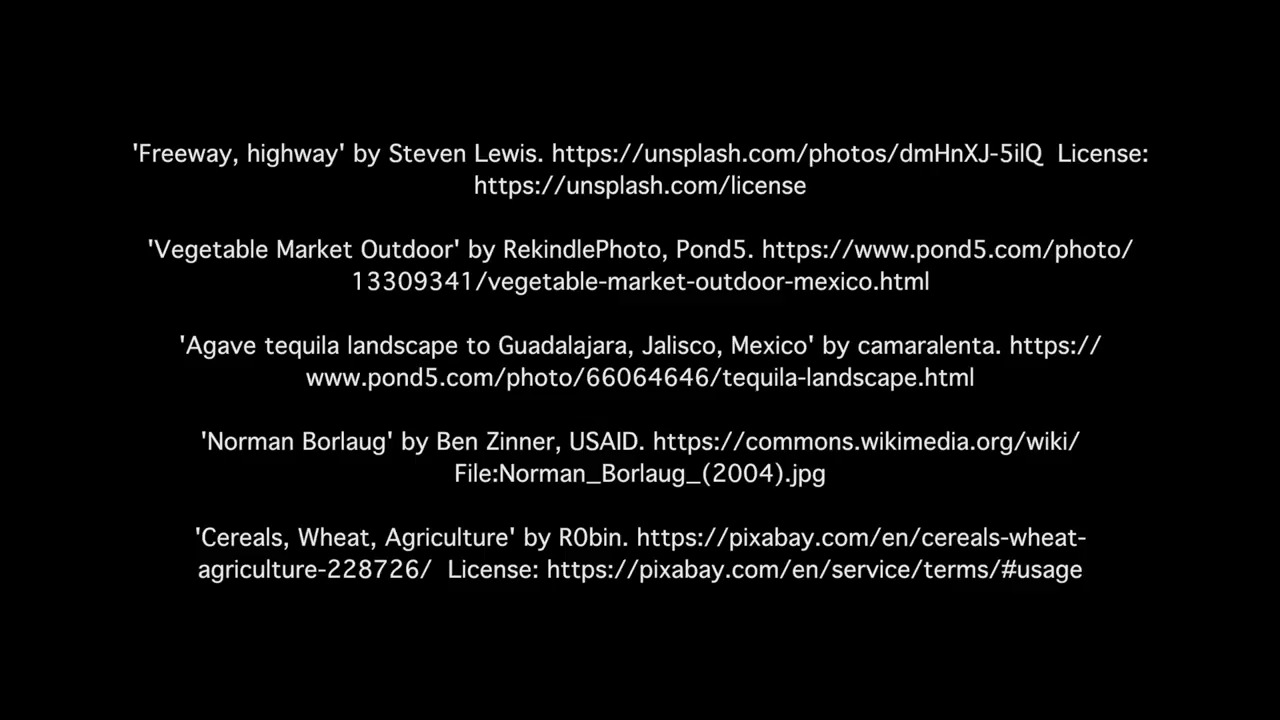 'Freeway, highway' by Steven Lewis. https://unsplash.com/photos/dmHnXJ-5ilQ  License:
https://unsplash.com/license
'Vegetable Market Outdoor' by RekindlePhoto, Pond5. https://www.pond5.com/photo/
13309341/vegetable-market-outdoor-mexico.html
'Agave tequila landscape to Guadalajara, Jalisco, Mexico' by camaralenta. https://
www.pond5.com/photo/66064646/tequila-landscape.html
'Norman Borlaug' by Ben Zinner, USAID. https://commons.wikimedia.org/wiki/
File:Norman_Borlaug_(2004).jpg
'Cereals, Wheat, Agriculture' by R0bin. https://pixabay.com/en/cereals-wheat-
agriculture-228726/  License: https://pixabay.com/en/service/terms/#usage